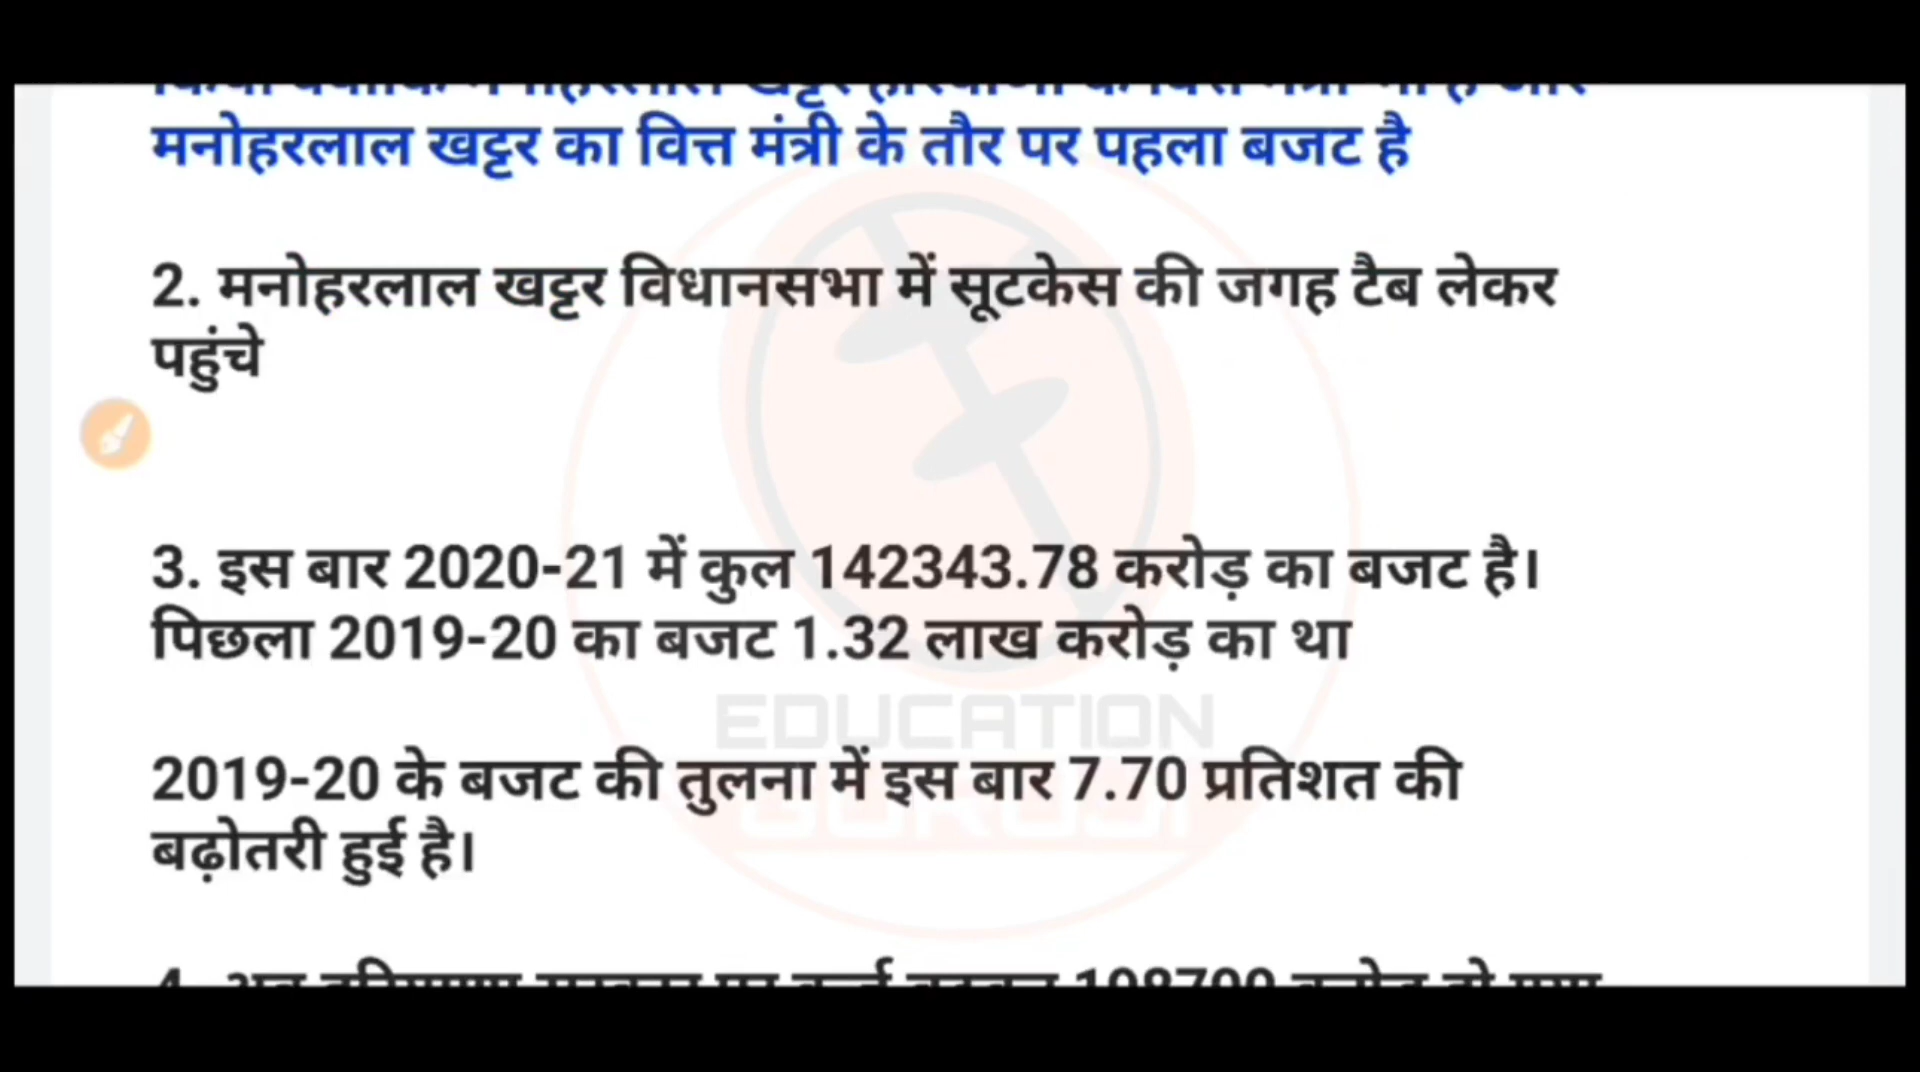 मनोहरलाल खट्टर का वित्त मंत्री के तौर पर पहला बजट है
2. मनोहरलाल खट्टर विधानसभा में सूटकेस की जगह टैब लेकर
पहुंचे
3. इस बार 2020-21 में कुल 142343.78 करोड़ का बजट है।
पिछला 2019-20 का बजट 1.32 लाख करोड़ का था
EDUCATION
2019-20 के बजट की तुलना में इस बार 7.70 प्रतिशत की
GURUJI
बढ़ोतरी हुई है।